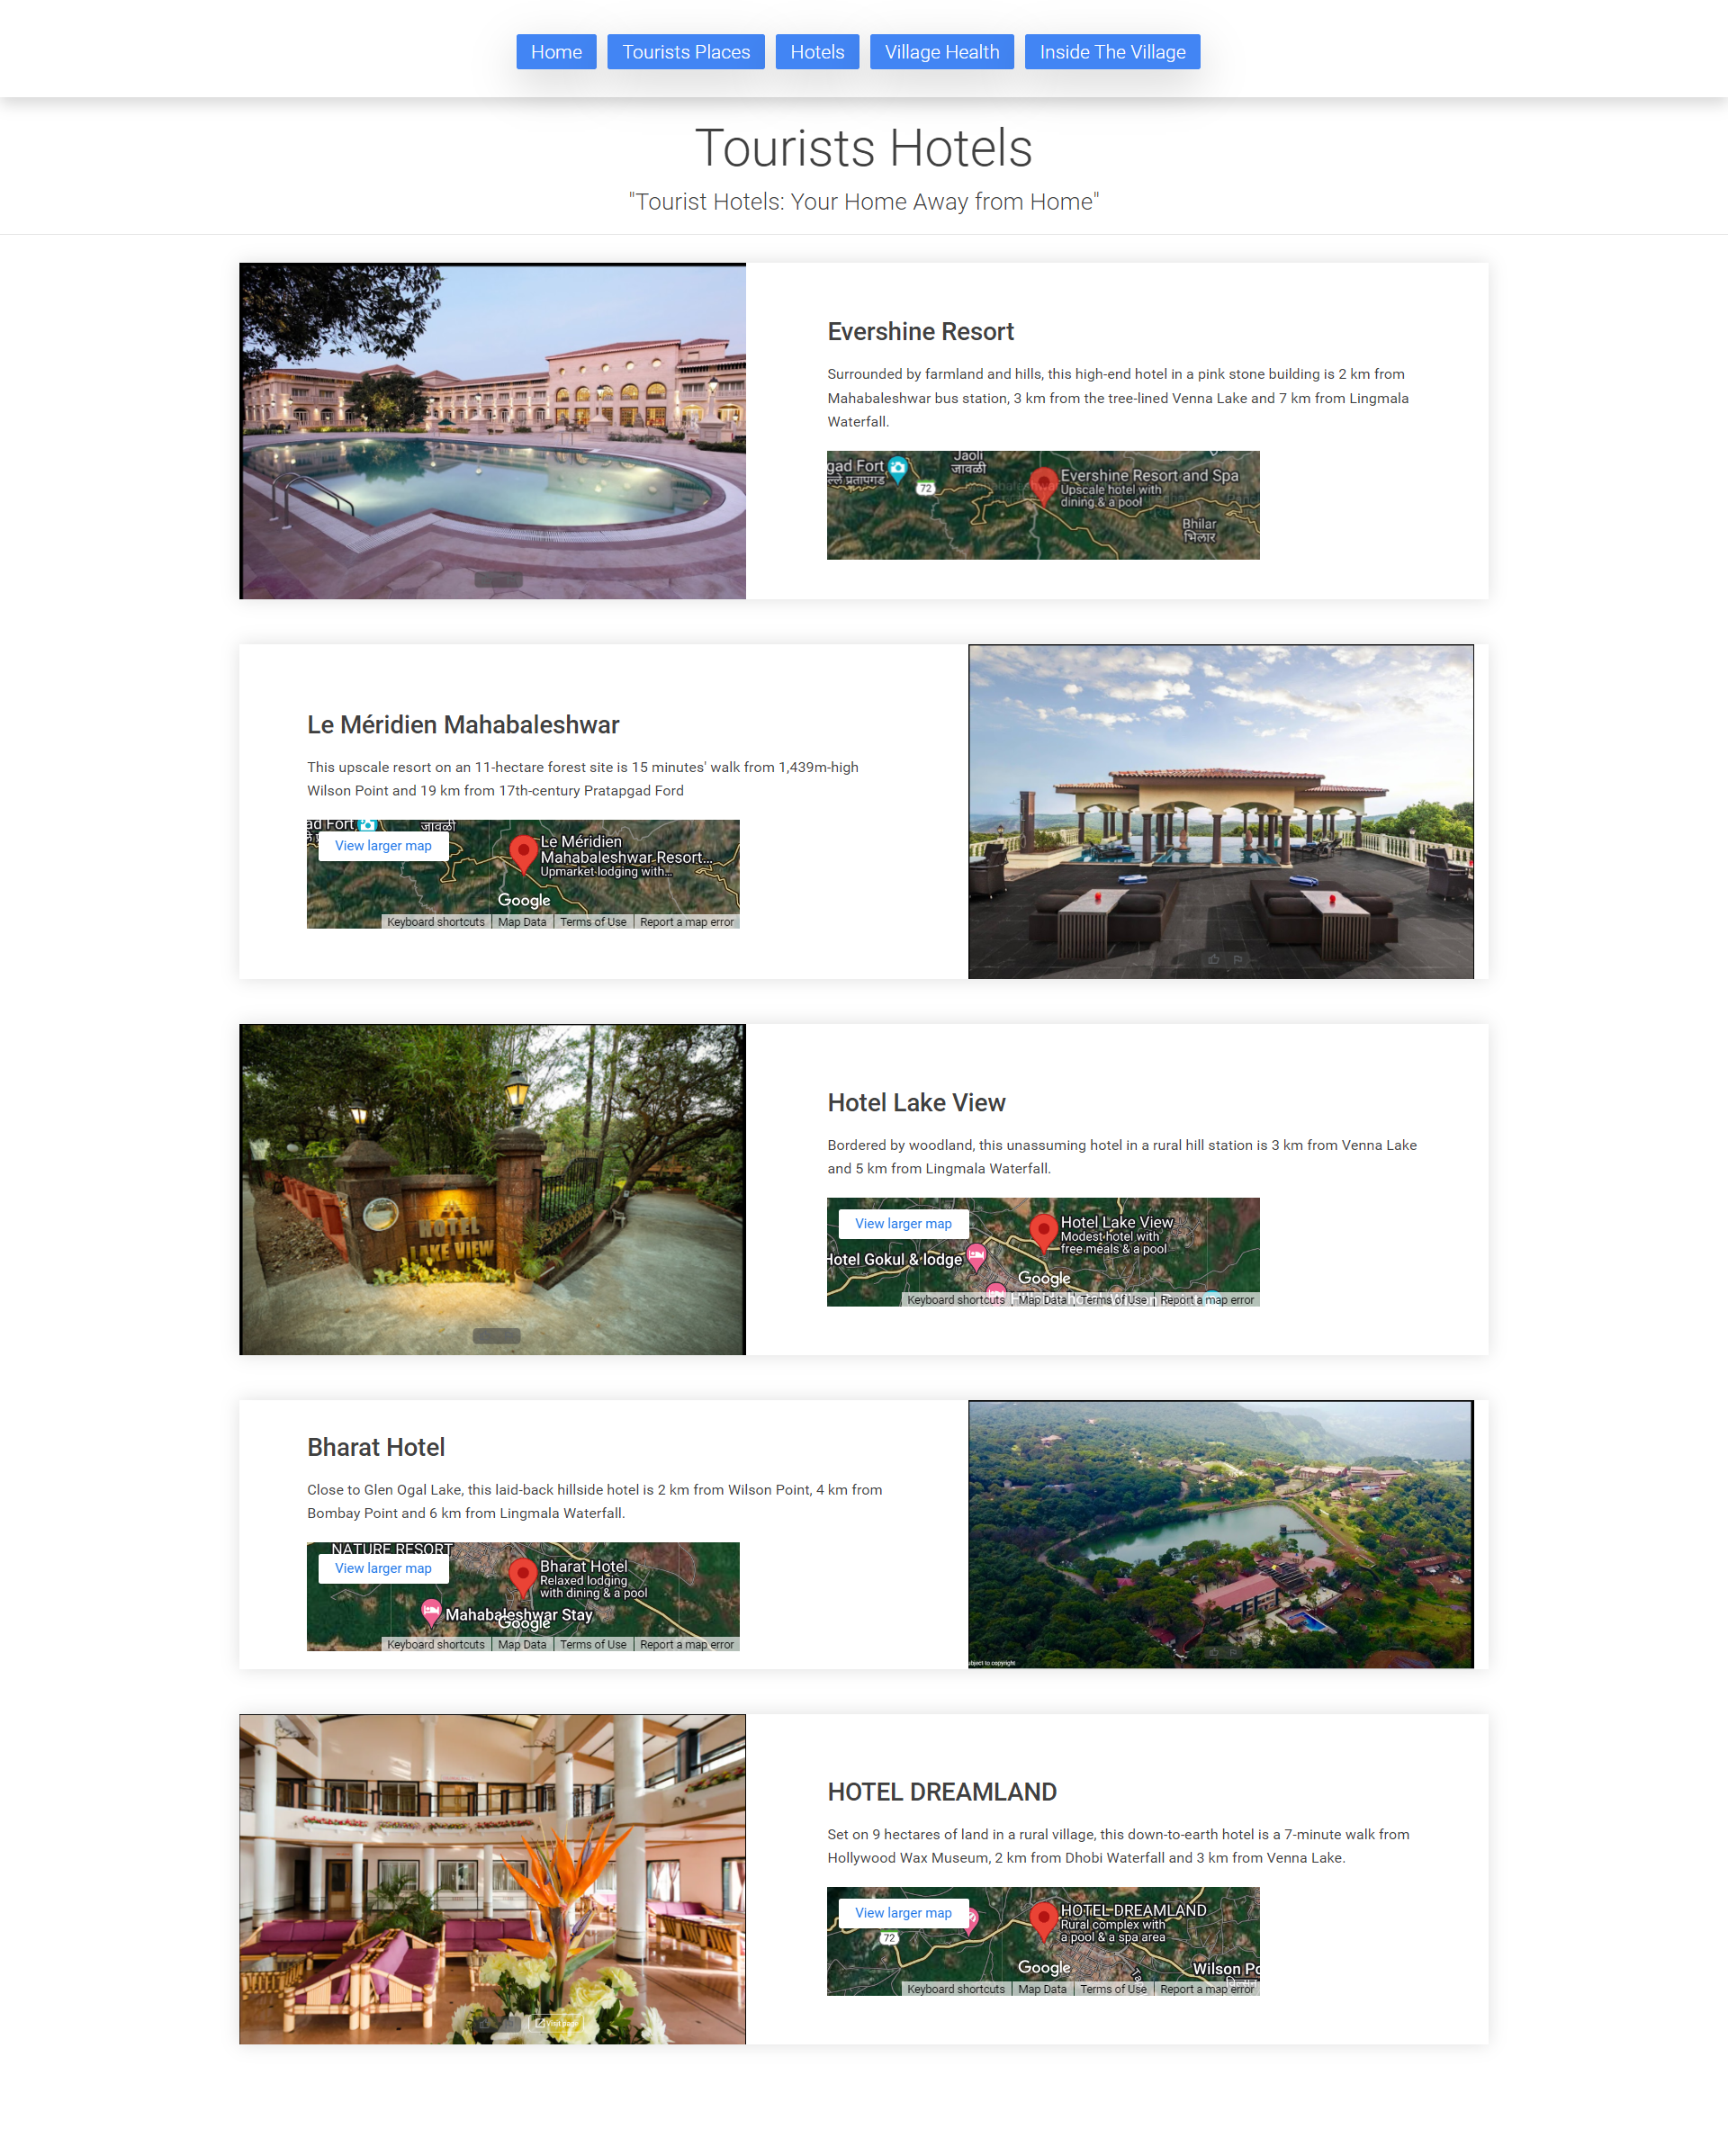 Home Tourists Places Hotels Village Health Inside The Village
Tourists Hotels
"Tourist Hotels: Your Home Away from Home"
Evershine Resort
Surrounded by farmland and hills, this high-end hotel in a pink stone building is 2 km from
Mahabaleshwar bus station, 3 km from the tree-lined Venna Lake and 7 km from Lingmala
Waterfall.
gad Fort
ल्ले प्रतापगड
72
Jaoli
जावळी
Evershine Resort and Spa
Upscale hotel with
dining & a pool
Bhilar
भिलार
Le Méridien Mahabaleshwar
This upscale resort on an 11-hectare forest site is 15 minutes' walk from 1,439m-high
Wilson Point and 19 km from 17th-century Pratapgad Ford
ad Fort
जावळी
View larger map
Le Méridien
Mahabaleshwar Resort...
Upmarket lodging with...
Google
Keyboard shortcuts Map Data Terms of Use Report a map error
HOTEL
LAKE VIEW
Hotel Lake View
Bordered by woodland, this unassuming hotel in a rural hill station is 3 km from Venna Lake
and 5 km from Lingmala Waterfall.
View larger map
Hotel Lake View
Modest hotel with
free meals & a pool
Hotel Gokul & lodge
Google
Keyboard shortcuts Map Data Terms of Use Report a map error
Bharat Hotel
Close to Glen Ogal Lake, this laid-back hillside hotel is 2 km from Wilson Point, 4 km from
Bombay Point and 6 km from Lingmala Waterfall.
NATURE RESORT
View larger map
Bharat Hotel
Relaxed lodging
with dining & a pool
Mahabaleshwar Stay
Google
Keyboard shortcuts Map Data Terms of Use Report a map error
ubject to copyright
HOTEL DREAMLAND
Set on 9 hectares of land in a rural village, this down-to-earth hotel is a 7-minute walk from
Hollywood Wax Museum, 2 km from Dhobi Waterfall and 3 km from Venna Lake.
View larger map
72
HOTEL DREAMLAND
Rural complex with
a pool & a spa area
Google
Wilson Po
Keyboard shortcuts Map Data Terms of Use Report a map error
Visit page